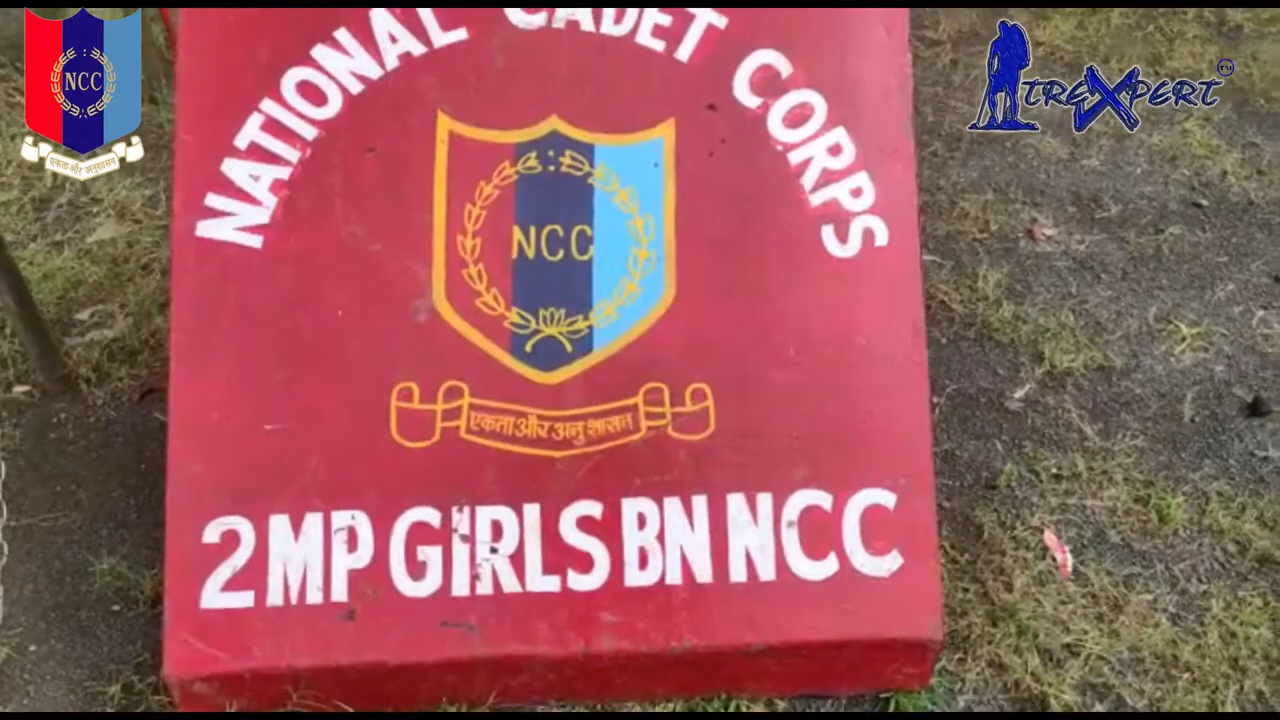 NCC
एकता और अनुशासन
TREXPERT
TM
NATIONAL CADET CORPS
NCC
एकता और अनुशासन
2 MP GIRLS BN NCC